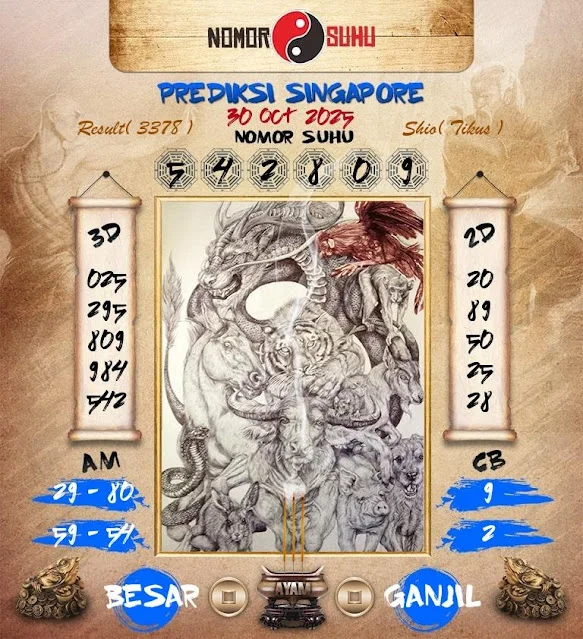 NOMOR SUHU
PREDIKSI SINGAPORE
30 Oct 2025
Result( 3378 )
Shio( Tikus )
NOMOR SUHU
5 4 2 8 0 9
3D
025
295
809
984
542
2D
20
89
50
25
28
AM
29 - 80
59 - 54
CB
9
2
BESAR
AYAM
GANJIL